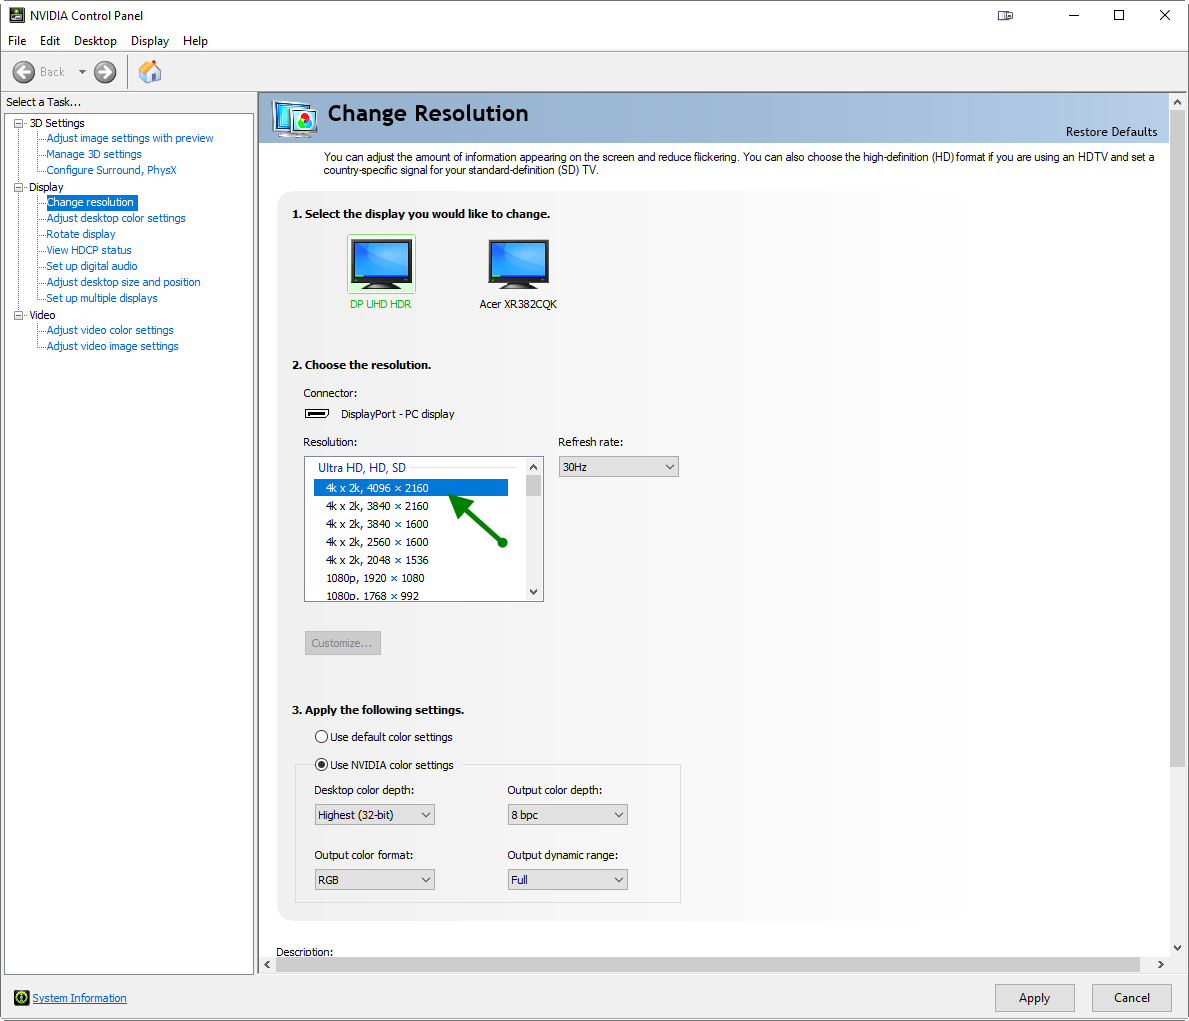 NVIDIA Control Panel
File Edit Desktop Display Help
Back
Select a Task...
3D Settings
Adjust image settings with preview
Manage 3D settings
Configure Surround, PhysX
Display
Change resolution
Adjust desktop color settings
Rotate display
View HDCP status
Set up digital audio
Adjust desktop size and position
Set up multiple displays
Video
Adjust video color settings
Adjust video image settings
Change Resolution
Restore Defaults
You can adjust the amount of information appearing on the screen and reduce flickering. You can also choose the high-definition (HD) format if you are using an HDTV and set a
country-specific signal for your standard-definition (SD) TV.
1. Select the display you would like to change.
DP UHD HDR Acer XR382CQK
2. Choose the resolution.
Connector:
DisplayPort - PC display
Resolution: Refresh rate:
Ultra HD, HD, SD 30Hz
4k x 2k, 4096 × 2160
4k x 2k, 3840 × 2160
4k x 2k, 3840 × 1600
4k x 2k, 2560 × 1600
4k x 2k, 2048 × 1536
1080p, 1920 × 1080
1080p, 1768 × 992
Customize...
3. Apply the following settings.
Use default color settings
Use NVIDIA color settings
Desktop color depth: Output color depth:
Highest (32-bit) 8 bpc
Output color format: Output dynamic range:
RGB Full
Description:
System Information Apply Cancel